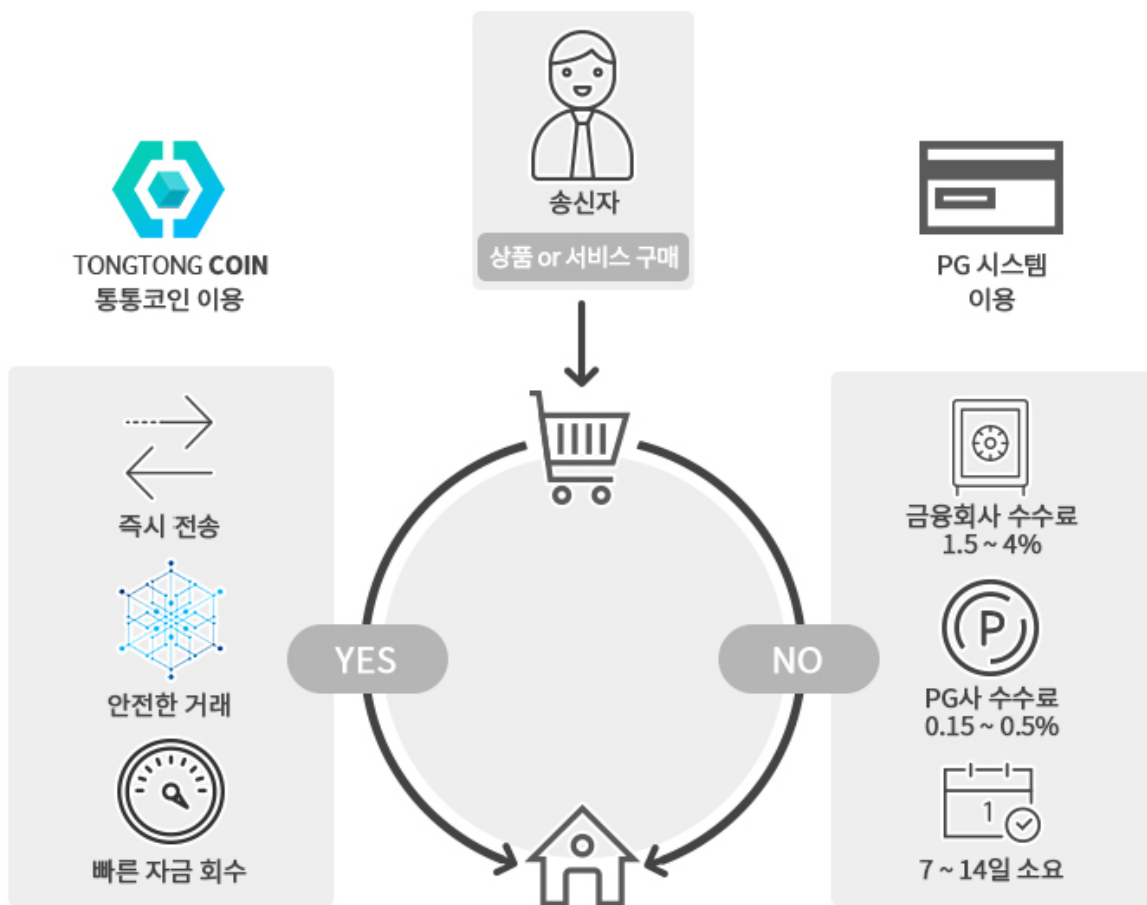 송신자
상품 or 서비스 구매
TONGTONG COIN
통통코인 이용
PG 시스템
이용
즉시 전송
안전한 거래
빠른 자금 회수
YES
NO
금융회사 수수료
1.5 ~ 4%
P
PG사 수수료
0.15 ~ 0.5%
1
7 ~ 14일 소요